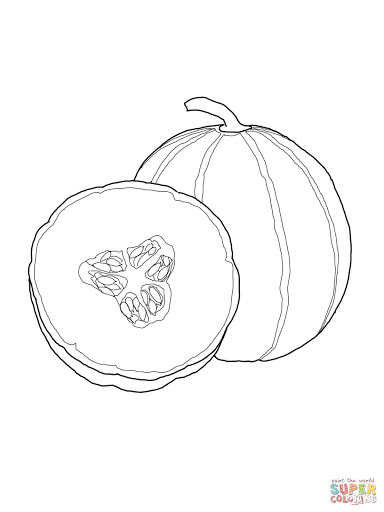 paint the world
SUPER
COLORING